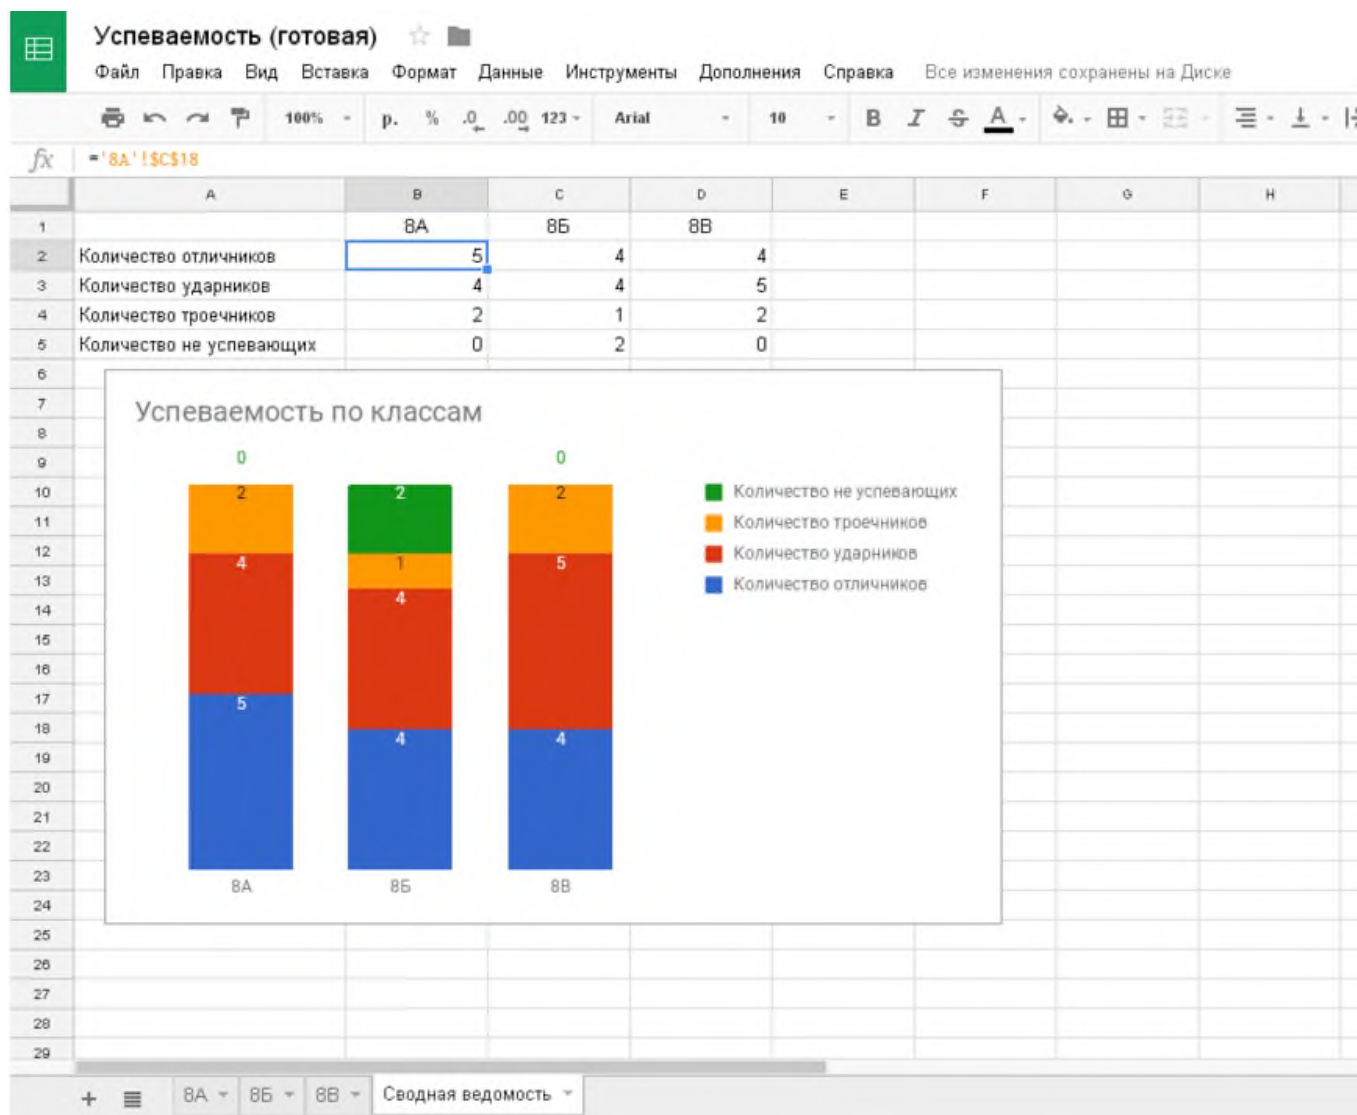 Успеваемость (готовая)
Файл Правка Вид Вставка Формат Данные Инструменты Дополнения Справка Все изменения сохранены на Диске
100% р. % .0 .00 123 Arial 10 B I S A
fx ='8А'!$C$18
A B C D E F G H
1 8А 8Б 8В
2 Количество отличников 5 4 4
3 Количество ударников 4 4 5
4 Количество троечников 2 1 2
5 Количество не успевающих 0 2 0
6
7
8
9
10
11
12
13
14
15
16
17
18
19
20
21
22
23
24
25
26
27
28
29
Успеваемость по классам
0 0
2 2 2
4 1 5
4
5
4 4
8А 8Б 8В
Количество не успевающих
Количество троечников
Количество ударников
Количество отличников
+ 8А 8Б 8В Сводная ведомость